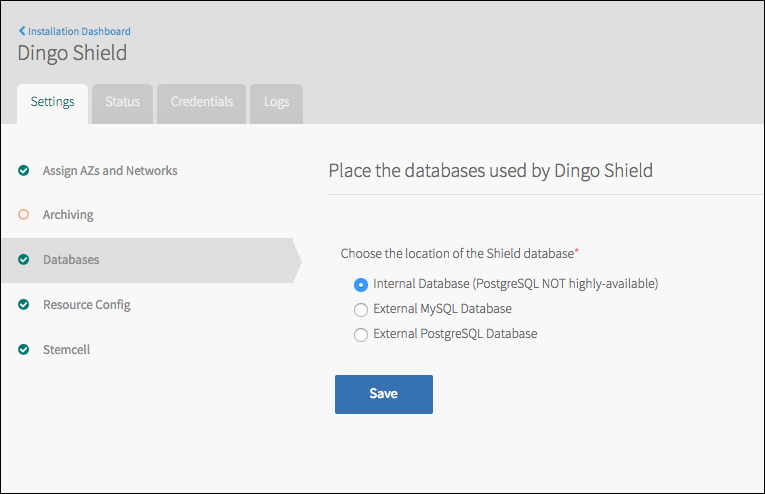 Installation Dashboard
Dingo Shield
Settings Status Credentials Logs
Assign AZs and Networks
Archiving
Databases
Resource Config
Stemcell
Place the databases used by Dingo Shield
Choose the location of the Shield database*
Internal Database (PostgreSQL NOT highly-available)
External MySQL Database
External PostgreSQL Database
Save